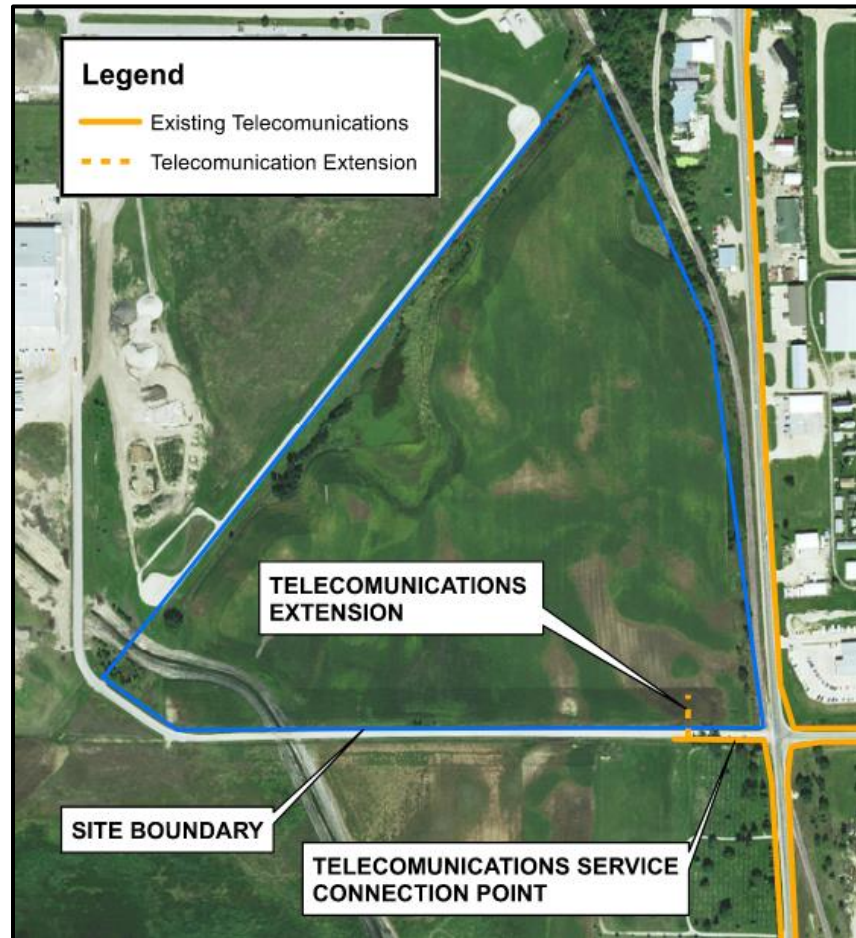 Legend
Existing Telecomunications
Telecomunication Extension
TELECOMUNICATIONS
EXTENSION
SITE BOUNDARY
TELECOMUNICATIONS SERVICE
CONNECTION POINT